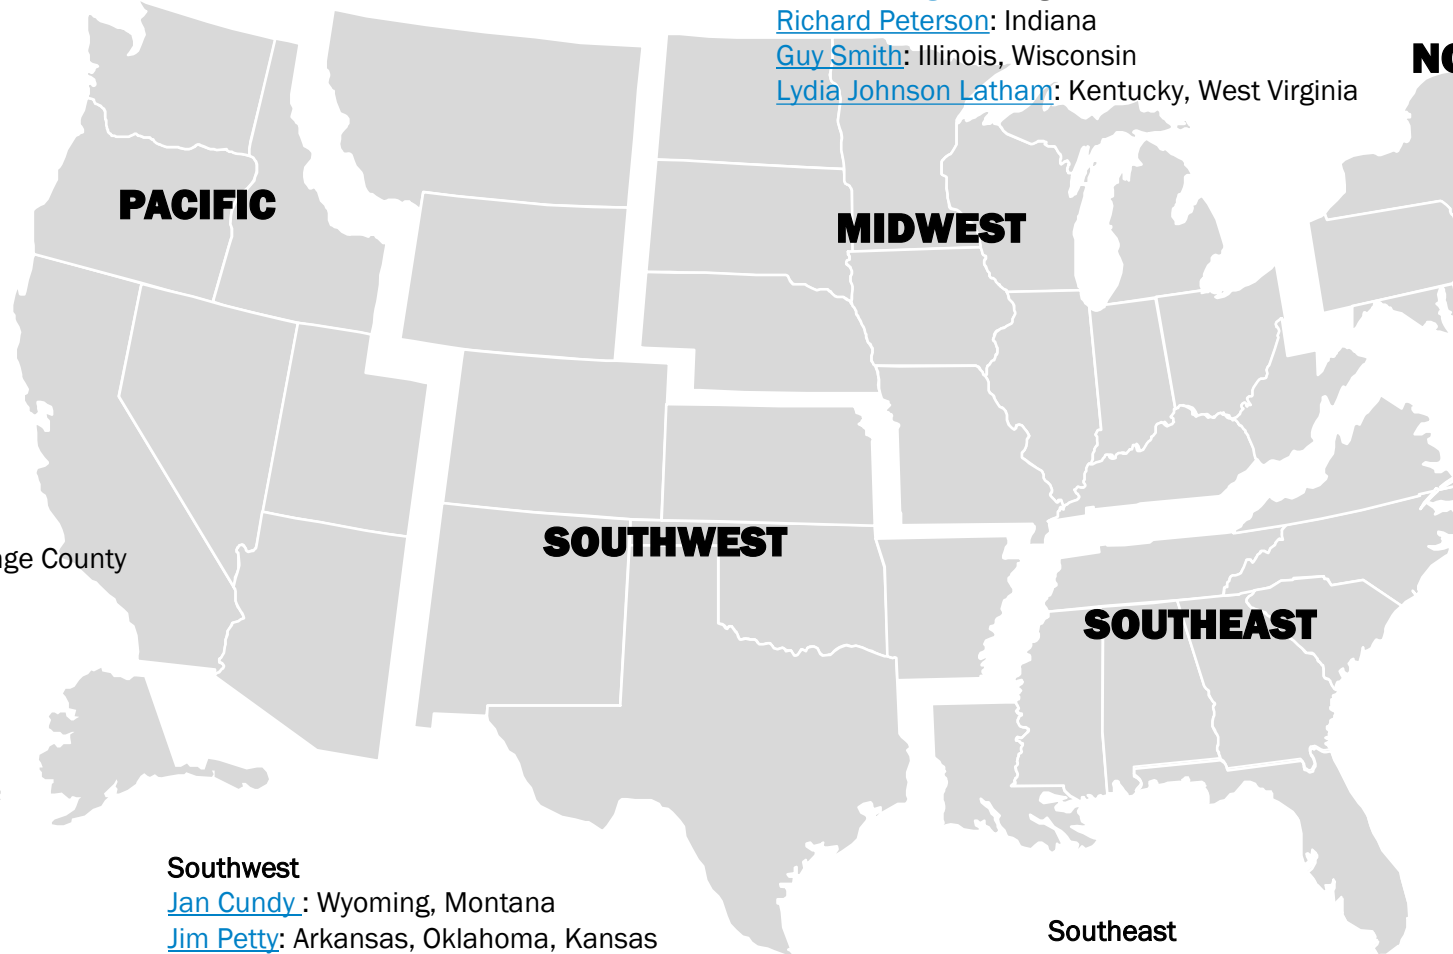 Richard Peterson: Indiana
Guy Smith: Illinois, Wisconsin
Lydia Johnson Latham: Kentucky, West Virginia
PACIFIC
MIDWEST
SOUTHWEST
County
SOUTHEAST
Southwest
Jan Cundy : Wyoming, Montana
Jim Petty: Arkansas, Oklahoma, Kansas
Southeast